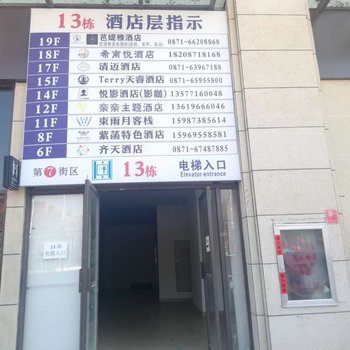 13栋 酒店层指示
19F 芭缇雅酒店 0871-66208868
18F 希甫悦酒店 18208718168
17F 清迈酒店 0871-63967188
15F Terry天睿酒店 0871-65955800
14F 悦影酒店(影咖) 13577160048
12F 亲亲主题酒店 13619666046
11F 東雨月客栈 15987385614
8F 紫菡特色酒店 15969558581
6F 齐天酒店 0871-67487885
第7街区 13栋 电梯入口
Elevator entrance
13栋
电梯入口